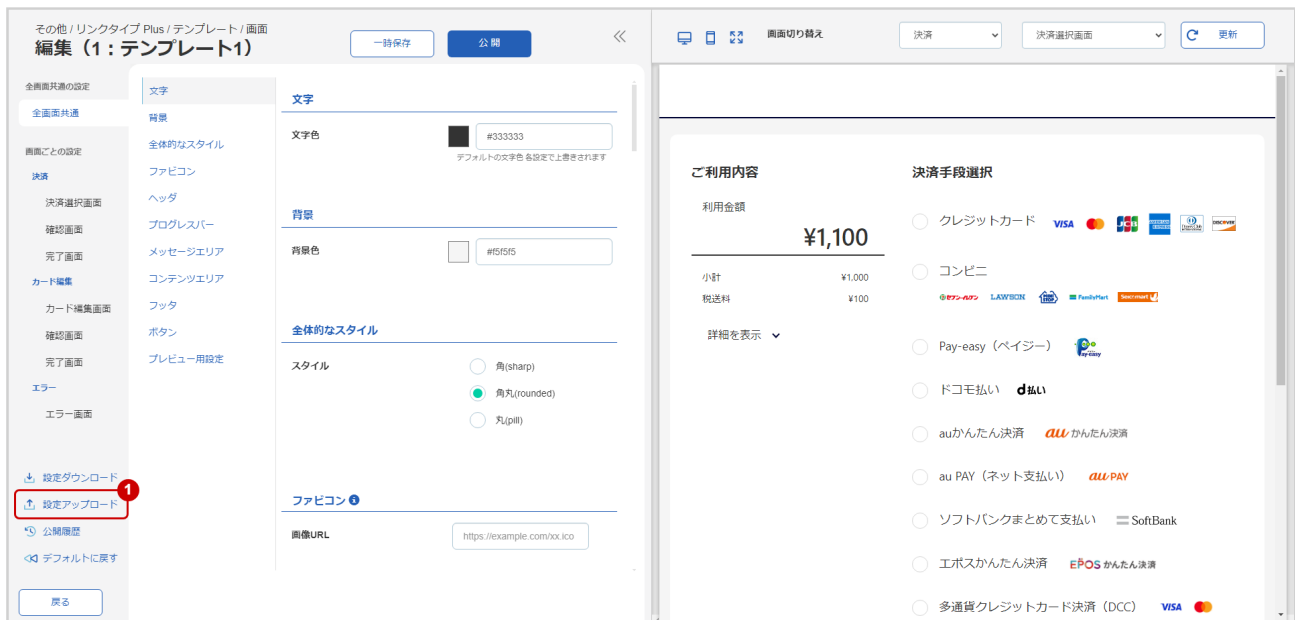 その他 / リンクタイプ Plus / テンプレート / 画面
編集（1：テンプレート1）
一時保存
公開
全画面共通の設定
全画面共通
画面ごとの設定
決済
決済選択画面
確認画面
完了画面
カード編集
カード編集画面
確認画面
完了画面
エラー
エラー画面
設定ダウンロード
1
設定アップロード
公開履歴
デフォルトに戻す
戻る
文字
背景
全体的なスタイル
ファビコン
ヘッダ
プログレスバー
メッセージエリア
コンテンツエリア
フッタ
ボタン
プレビュー用設定
文字
文字色
#333333
デフォルトの文字色 各設定で上書きされます
背景
背景色
#f5f5f5
全体的なスタイル
スタイル
角(sharp)
角丸(rounded)
丸(pill)
ファビコン
画像URL
https://example.com/xx.ico
画面切り替え
決済
決済選択画面
更新
ご利用内容
利用金額
¥1,100
小計 ¥1,000
税送料 ¥100
詳細を表示
決済手段選択
クレジットカード VISA JCB DISCOVER
コンビニ
セブン-イレブン LAWSON FamilyMart Seicomart
Pay-easy（ペイジー） Pay-easy
ドコモ払い d払い
auかんたん決済 au かんたん決済
au PAY（ネット支払い） au PAY
ソフトバンクまとめて支払い SoftBank
エポスかんたん決済 EPOS かんたん決済
多通貨クレジットカード決済（DCC） VISA